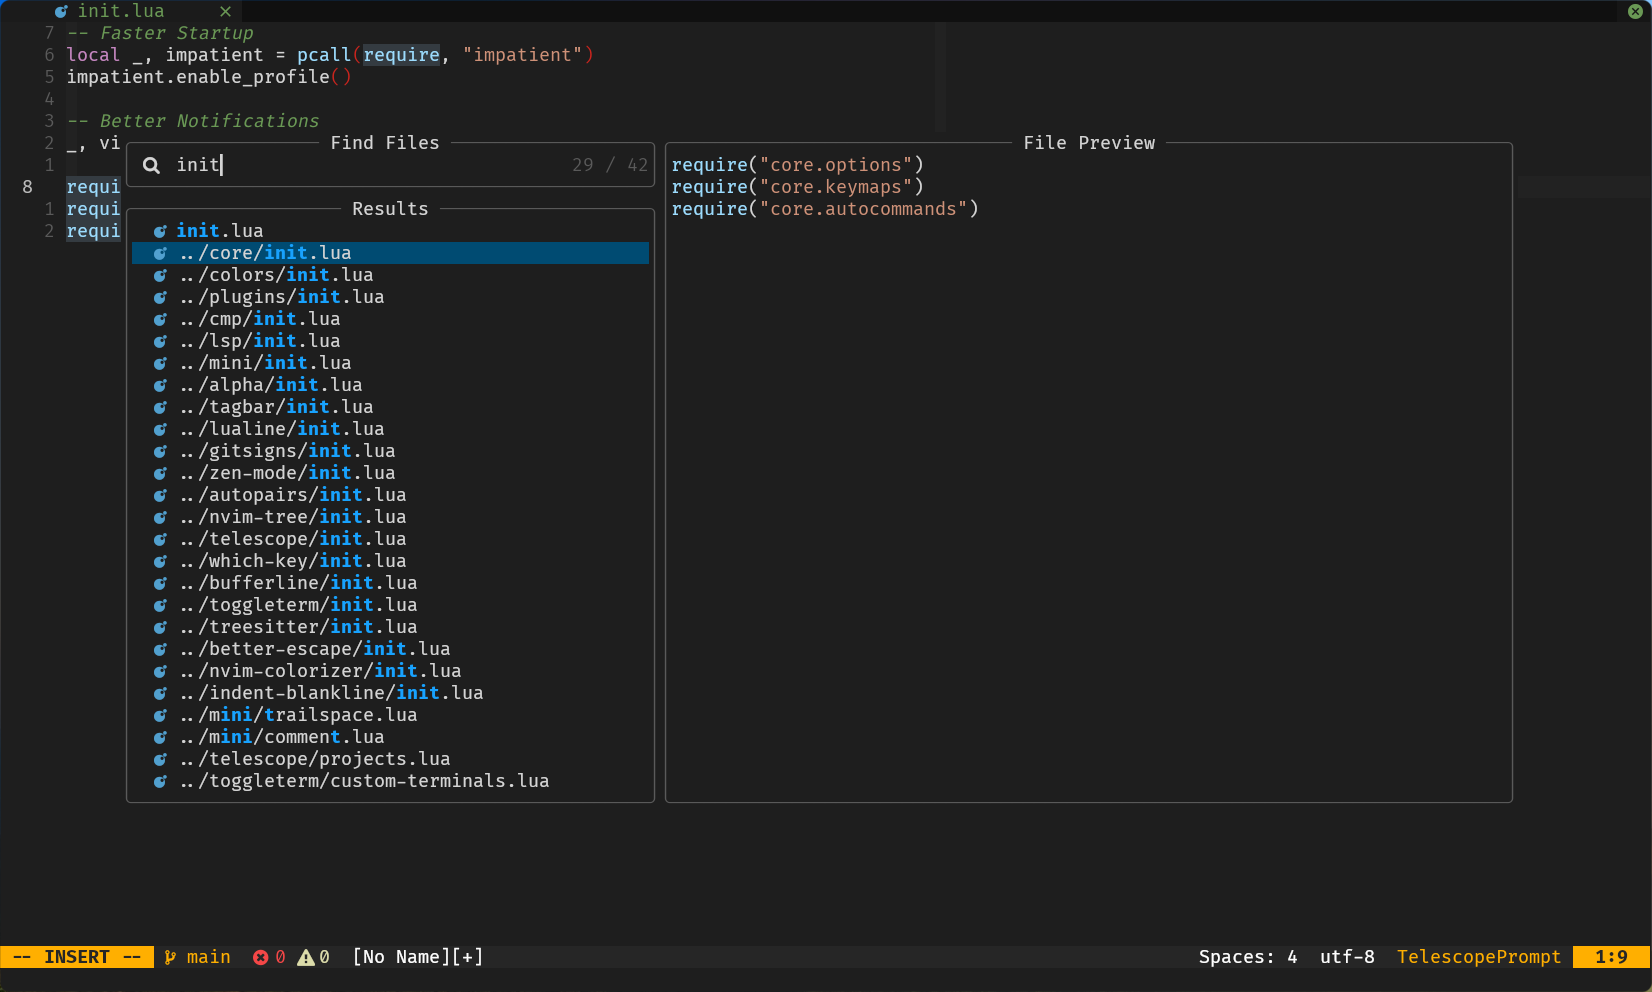 init.lua
7 -- Faster Startup
6 local _, impatient = pcall(require, "impatient")
5 impatient.enable_profile()
4
3 -- Better Notifications
2 _, vi
1
8 requi
1 requi
2 requi
Find Files
init 29 / 42
Results
init.lua
../core/init.lua
../colors/init.lua
../plugins/init.lua
../cmp/init.lua
../lsp/init.lua
../mini/init.lua
../alpha/init.lua
../tagbar/init.lua
../lualine/init.lua
../gitsigns/init.lua
../zen-mode/init.lua
../autopairs/init.lua
../nvim-tree/init.lua
../telescope/init.lua
../which-key/init.lua
../bufferline/init.lua
../toggleterm/init.lua
../treesitter/init.lua
../better-escape/init.lua
../nvim-colorizer/init.lua
../indent-blankline/init.lua
../mini/trailspace.lua
../mini/comment.lua
../telescope/projects.lua
../toggleterm/custom-terminals.lua
File Preview
require("core.options")
require("core.keymaps")
require("core.autocommands")
-- INSERT -- main 0 0 [No Name][+] Spaces: 4 utf-8 TelescopePrompt 1:9